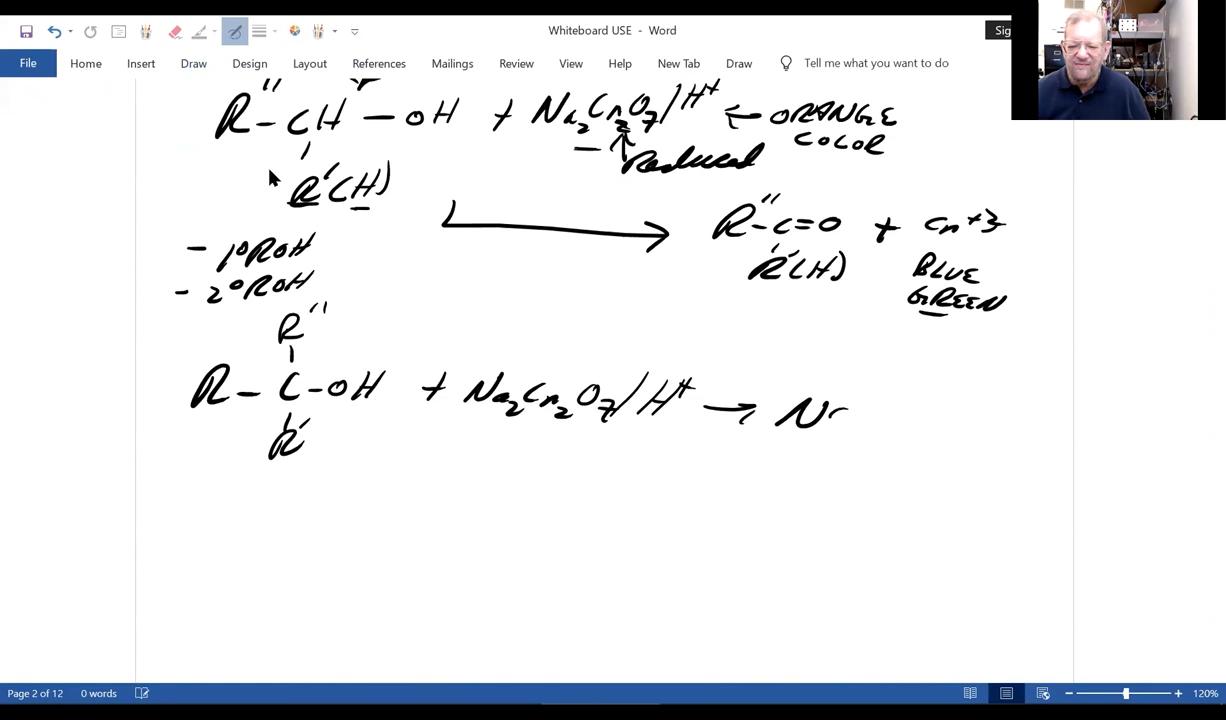 Whiteboard USE - Word
Sig
File Home Insert Draw Design Layout References Mailings Review View Help New Tab Draw Tell me what you want to do
R'' - CH - OH + Na2Cr2O7/H+ ← ORANGE
COLOR
Reduced
R'(H)
R'' - C=O + Cr+3
R'(H)
BLUE
GREEN
- 1°ROH
- 2°ROH
R''
R - C - OH + Na2Cr2O7/H+ →
R'
Page 2 of 12 0 words 120%